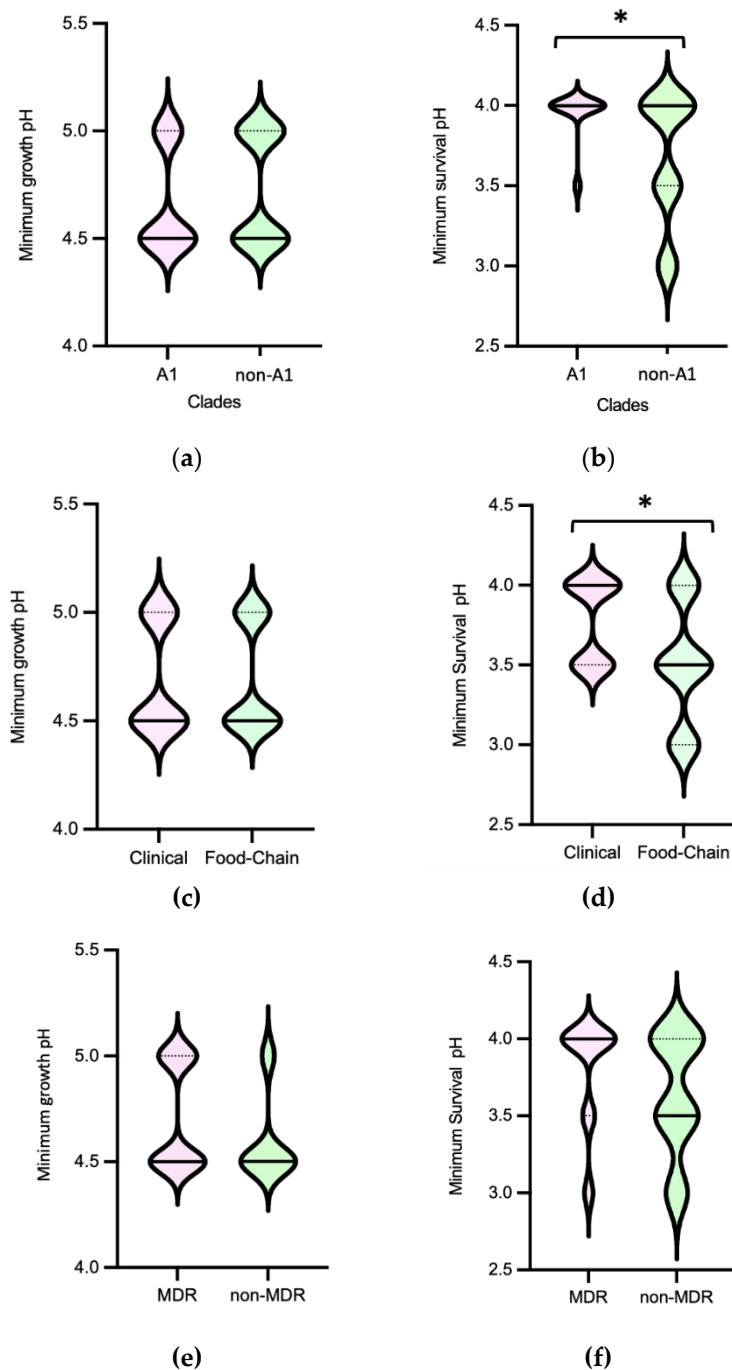 5.5
5.0
4.5
4.0
Minimum growth pH
A1 non-A1
Clades
(a)
*
4.5
4.0
3.5
3.0
2.5
Minimum survival pH
A1 non-A1
Clades
(b)
5.5
5.0
4.5
4.0
Minimum growth pH
Clinical Food-Chain
(c)
*
4.5
4.0
3.5
3.0
2.5
Minimum Survival pH
Clinical Food-Chain
(d)
5.5
5.0
4.5
4.0
Minimum growth pH
MDR non-MDR
(e)
4.5
4.0
3.5
3.0
2.5
Minimum Survival pH
MDR non-MDR
(f)